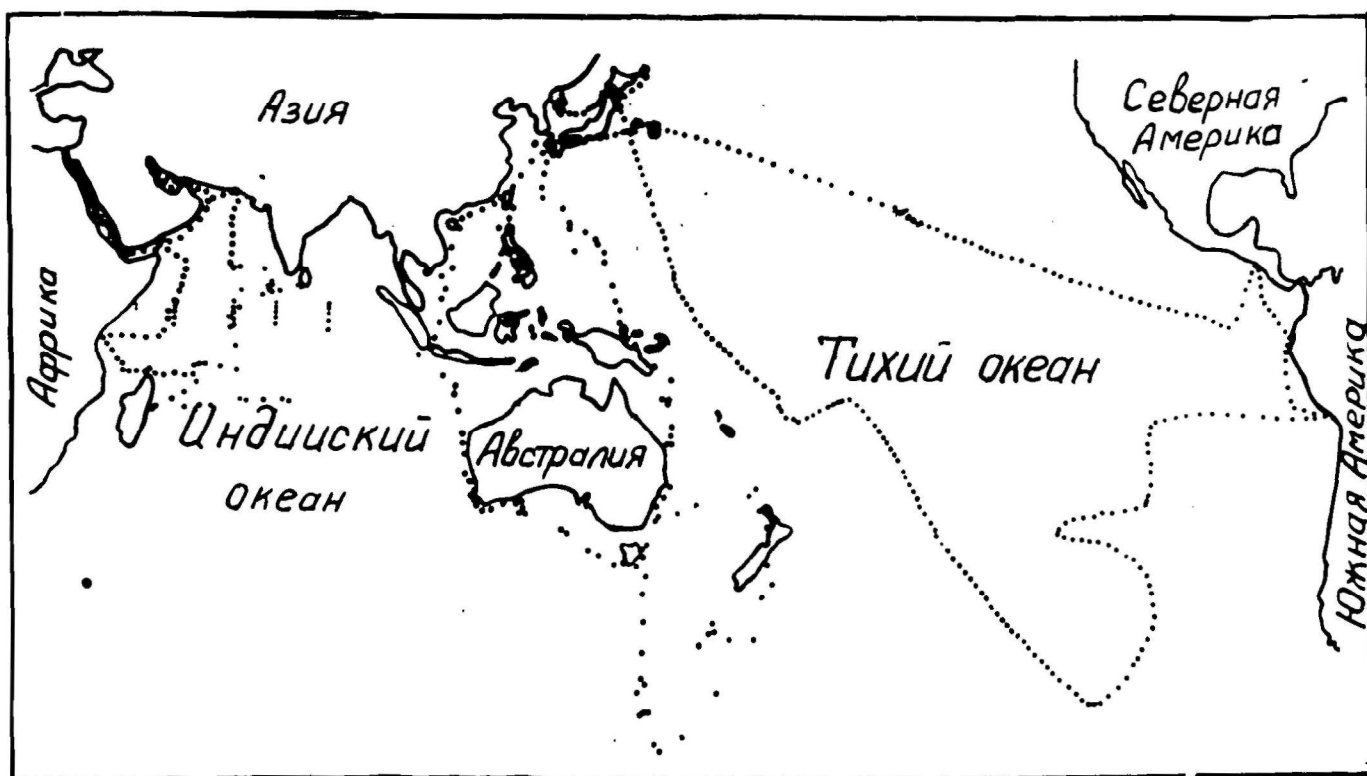 Азия
Северная
Америка
Африка
Тихий океан
Индийский
океан
Австралия
Южная Америка